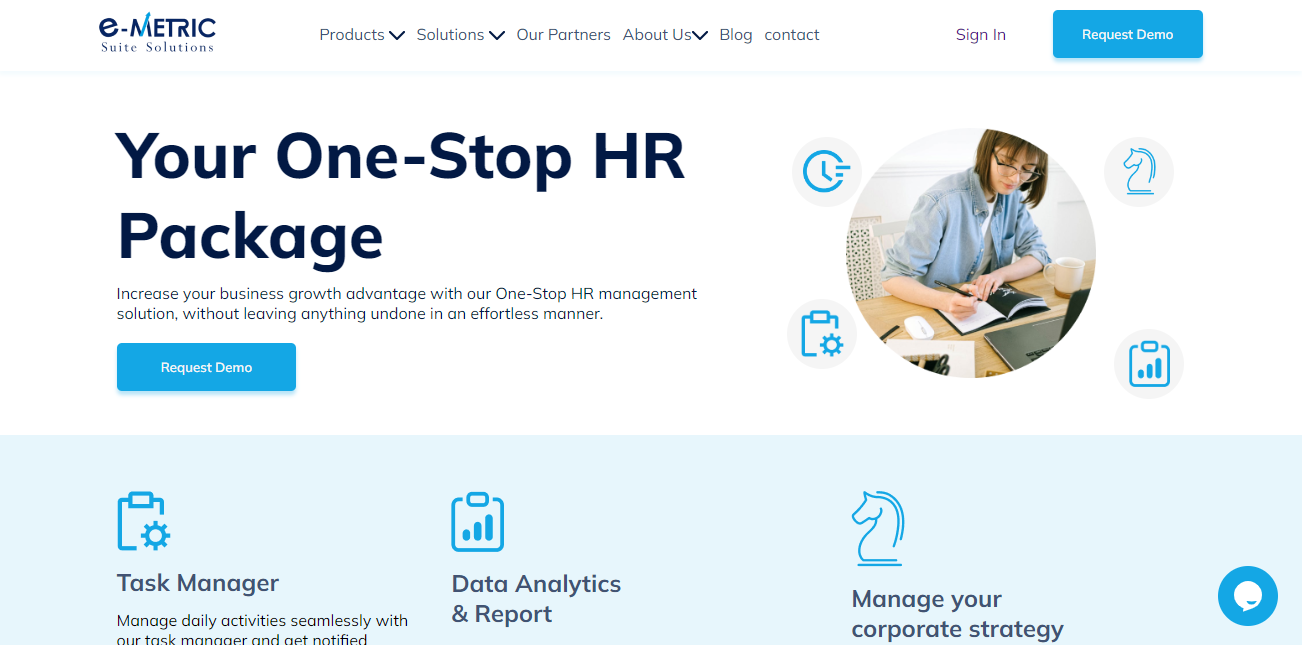 e-METRIC
Suite Solutions
Products
Solutions
Our Partners
About Us
Blog
contact
Sign In
Request Demo
Your One-Stop HR
Package
Increase your business growth advantage with our One-Stop HR management
solution, without leaving anything undone in an effortless manner.
Request Demo
Task Manager
Manage daily activities seamlessly with
our task manager and get notified
Data Analytics
& Report
Manage your
corporate strategy